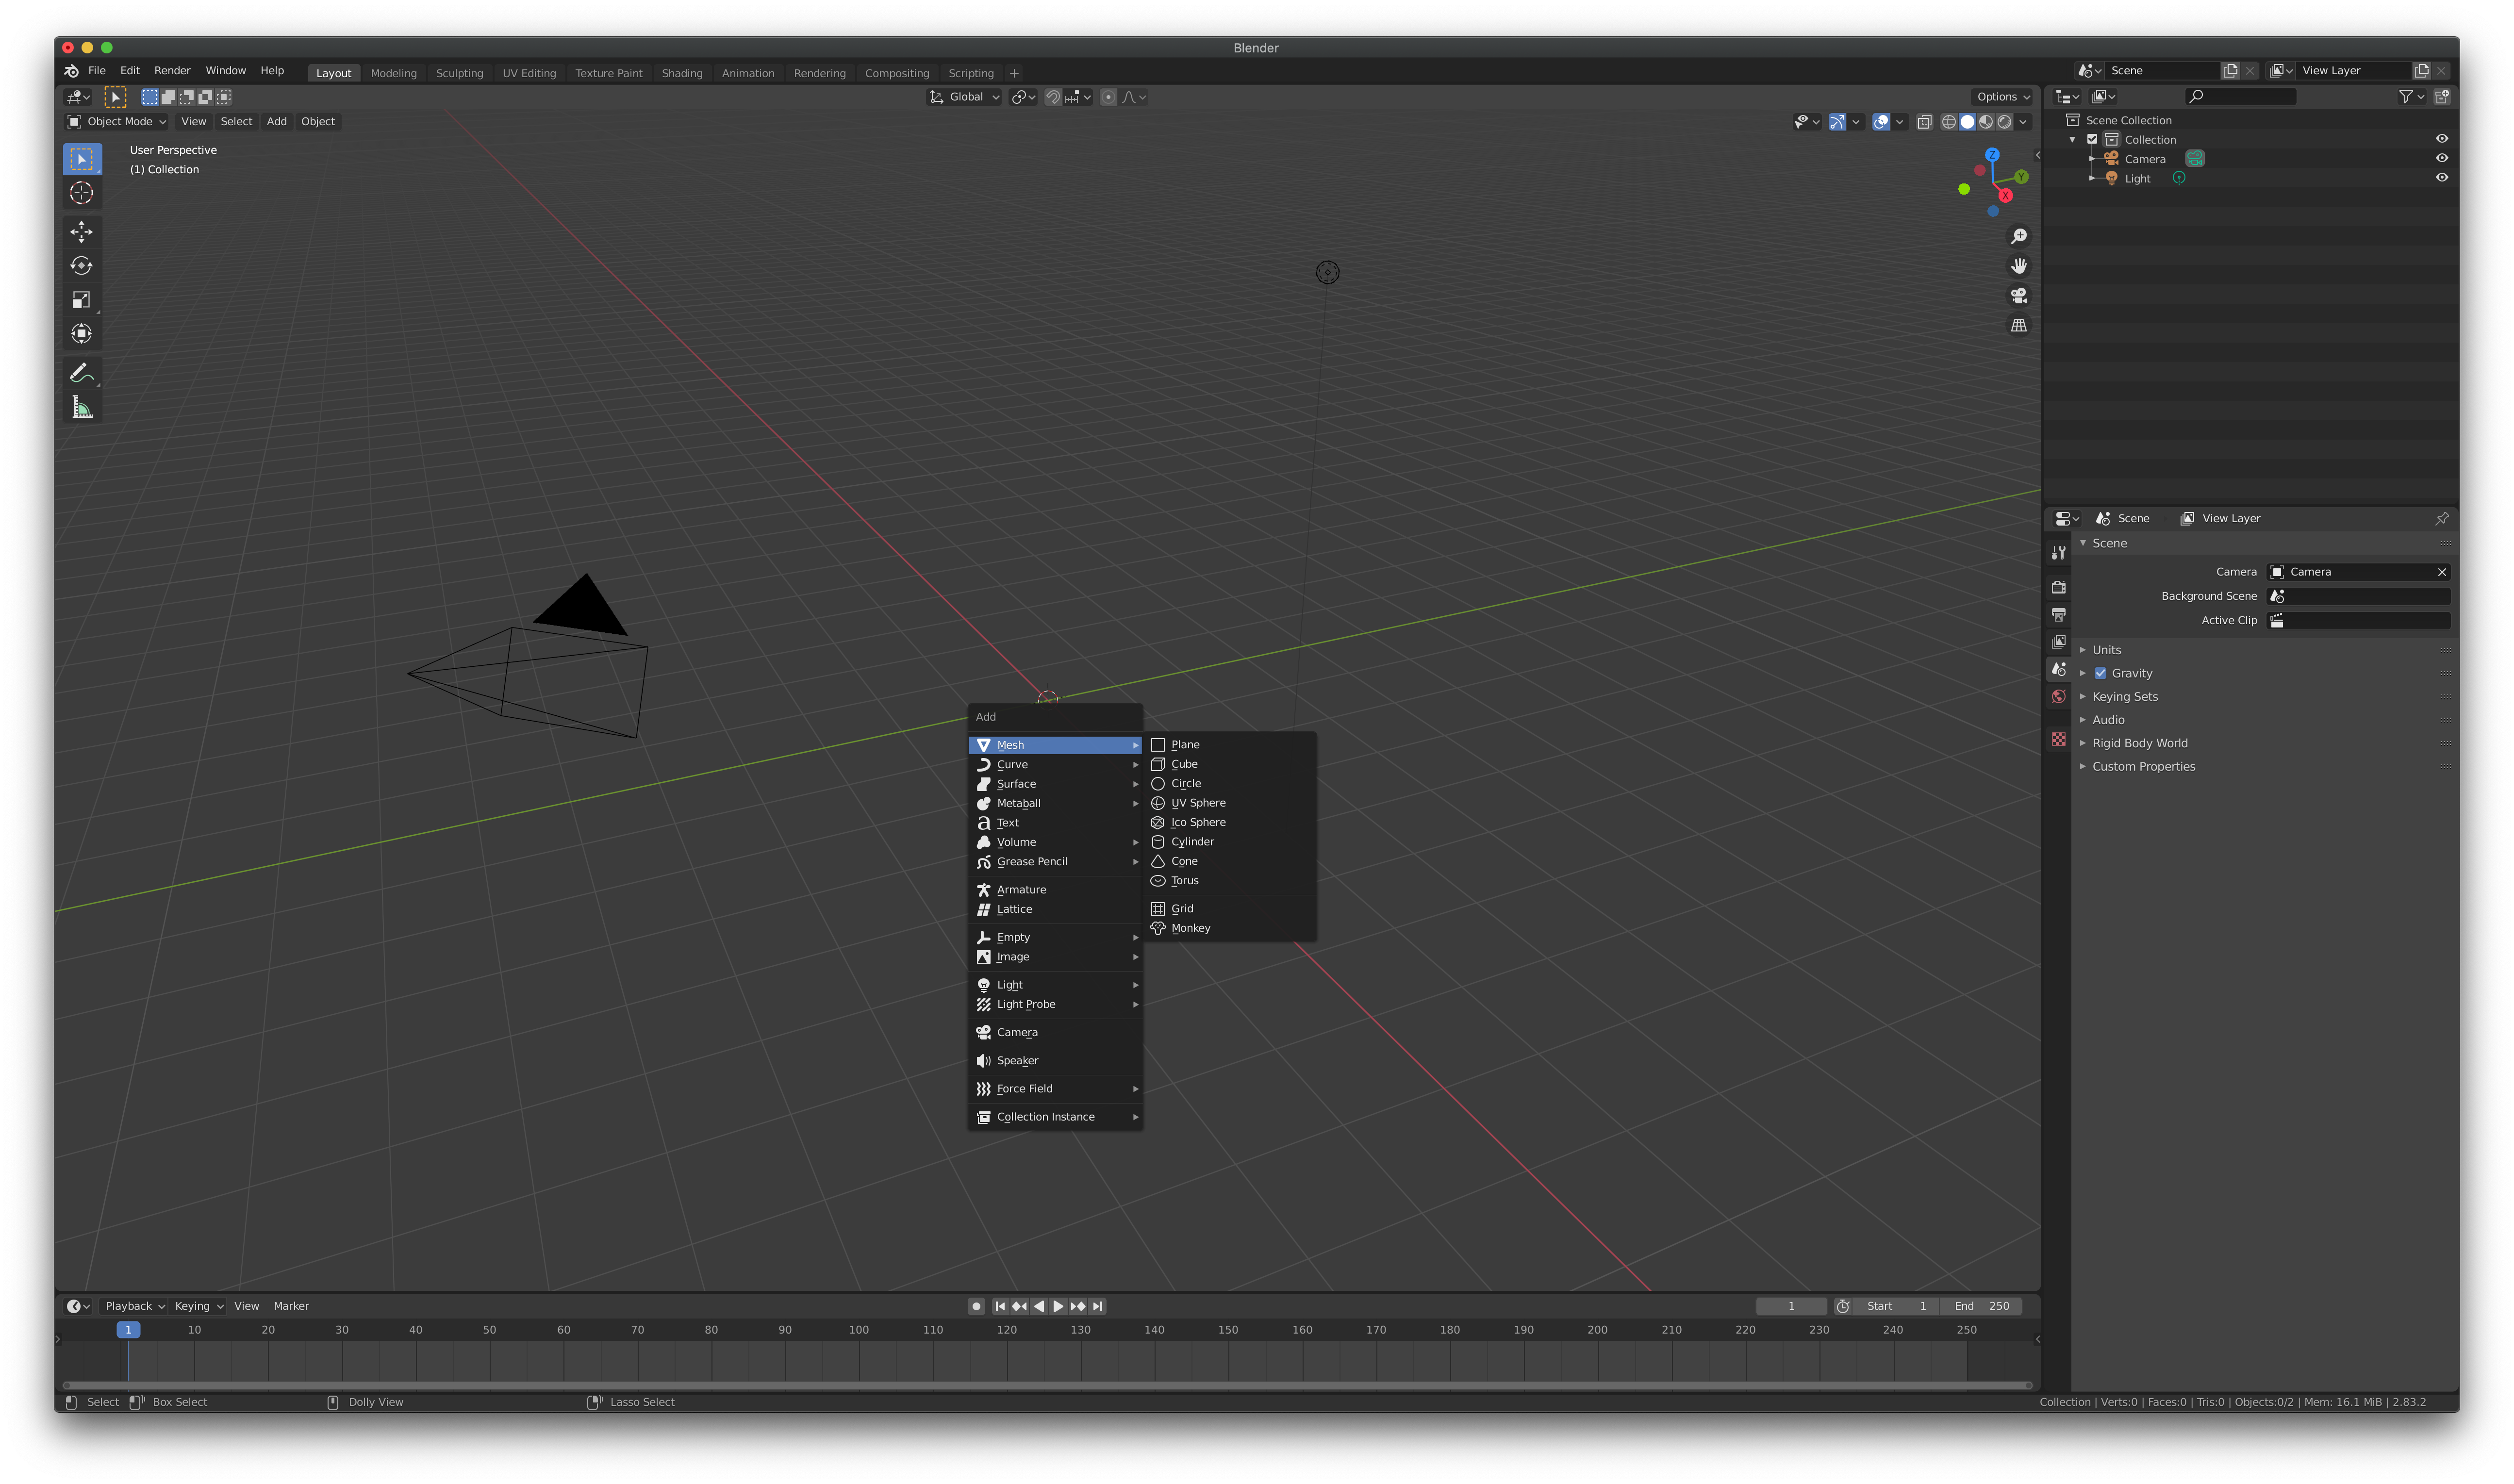 Blender
File Edit Render Window Help Layout Modeling Sculpting UV Editing Texture Paint Shading Animation Rendering Compositing Scripting + Scene View Layer
Global Options
Object Mode View Select Add Object
User Perspective
(1) Collection
Z
Y
X
Scene Collection
Collection
Camera
Light
Scene View Layer
Scene
Camera Camera
Background Scene
Active Clip
Units
Gravity
Keying Sets
Audio
Rigid Body World
Custom Properties
Add
Mesh
Curve
Surface
Metaball
Text
Volume
Grease Pencil
Armature
Lattice
Empty
Image
Light
Light Probe
Camera
Speaker
Force Field
Collection Instance
Plane
Cube
Circle
UV Sphere
Ico Sphere
Cylinder
Cone
Torus
Grid
Monkey
Playback Keying View Marker 1 Start 1 End 250
1 10 20 30 40 50 60 70 80 90 100 110 120 130 140 150 160 170 180 190 200 210 220 230 240 250
Select Box Select Dolly View Lasso Select Collection | Verts:0 | Faces:0 | Tris:0 | Objects:0/2 | Mem: 16.1 MiB | 2.83.2